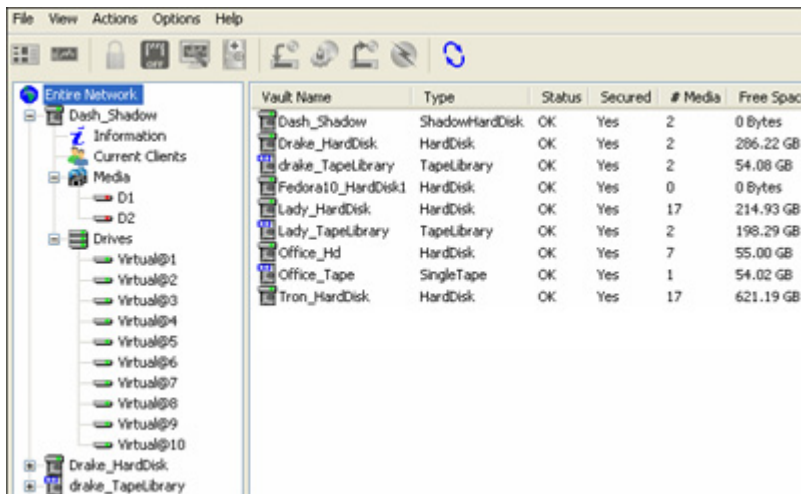 File View Actions Options Help
OFF
Entire Network
Dash_Shadow
Information
Current Clients
Media
D1
D2
Drives
Virtual@1
Virtual@2
Virtual@3
Virtual@4
Virtual@5
Virtual@6
Virtual@7
Virtual@8
Virtual@9
Virtual@10
Drake_HardDisk
drake_TapeLibrary
Vault Name Type Status Secured # Media Free Spac
Dash_Shadow ShadowHardDisk OK Yes 2 0 Bytes
Drake_HardDisk HardDisk OK Yes 2 286.22 GB
drake_TapeLibrary TapeLibrary OK Yes 2 54.08 GB
Fedora10_HardDisk1 HardDisk OK Yes 0 0 Bytes
Lady_HardDisk HardDisk OK Yes 17 214.93 GB
Lady_TapeLibrary TapeLibrary OK Yes 2 198.29 GB
Office_Hd HardDisk OK Yes 7 55.00 GB
Office_Tape SingleTape OK Yes 1 54.02 GB
Tron_HardDisk HardDisk OK Yes 17 621.19 GB